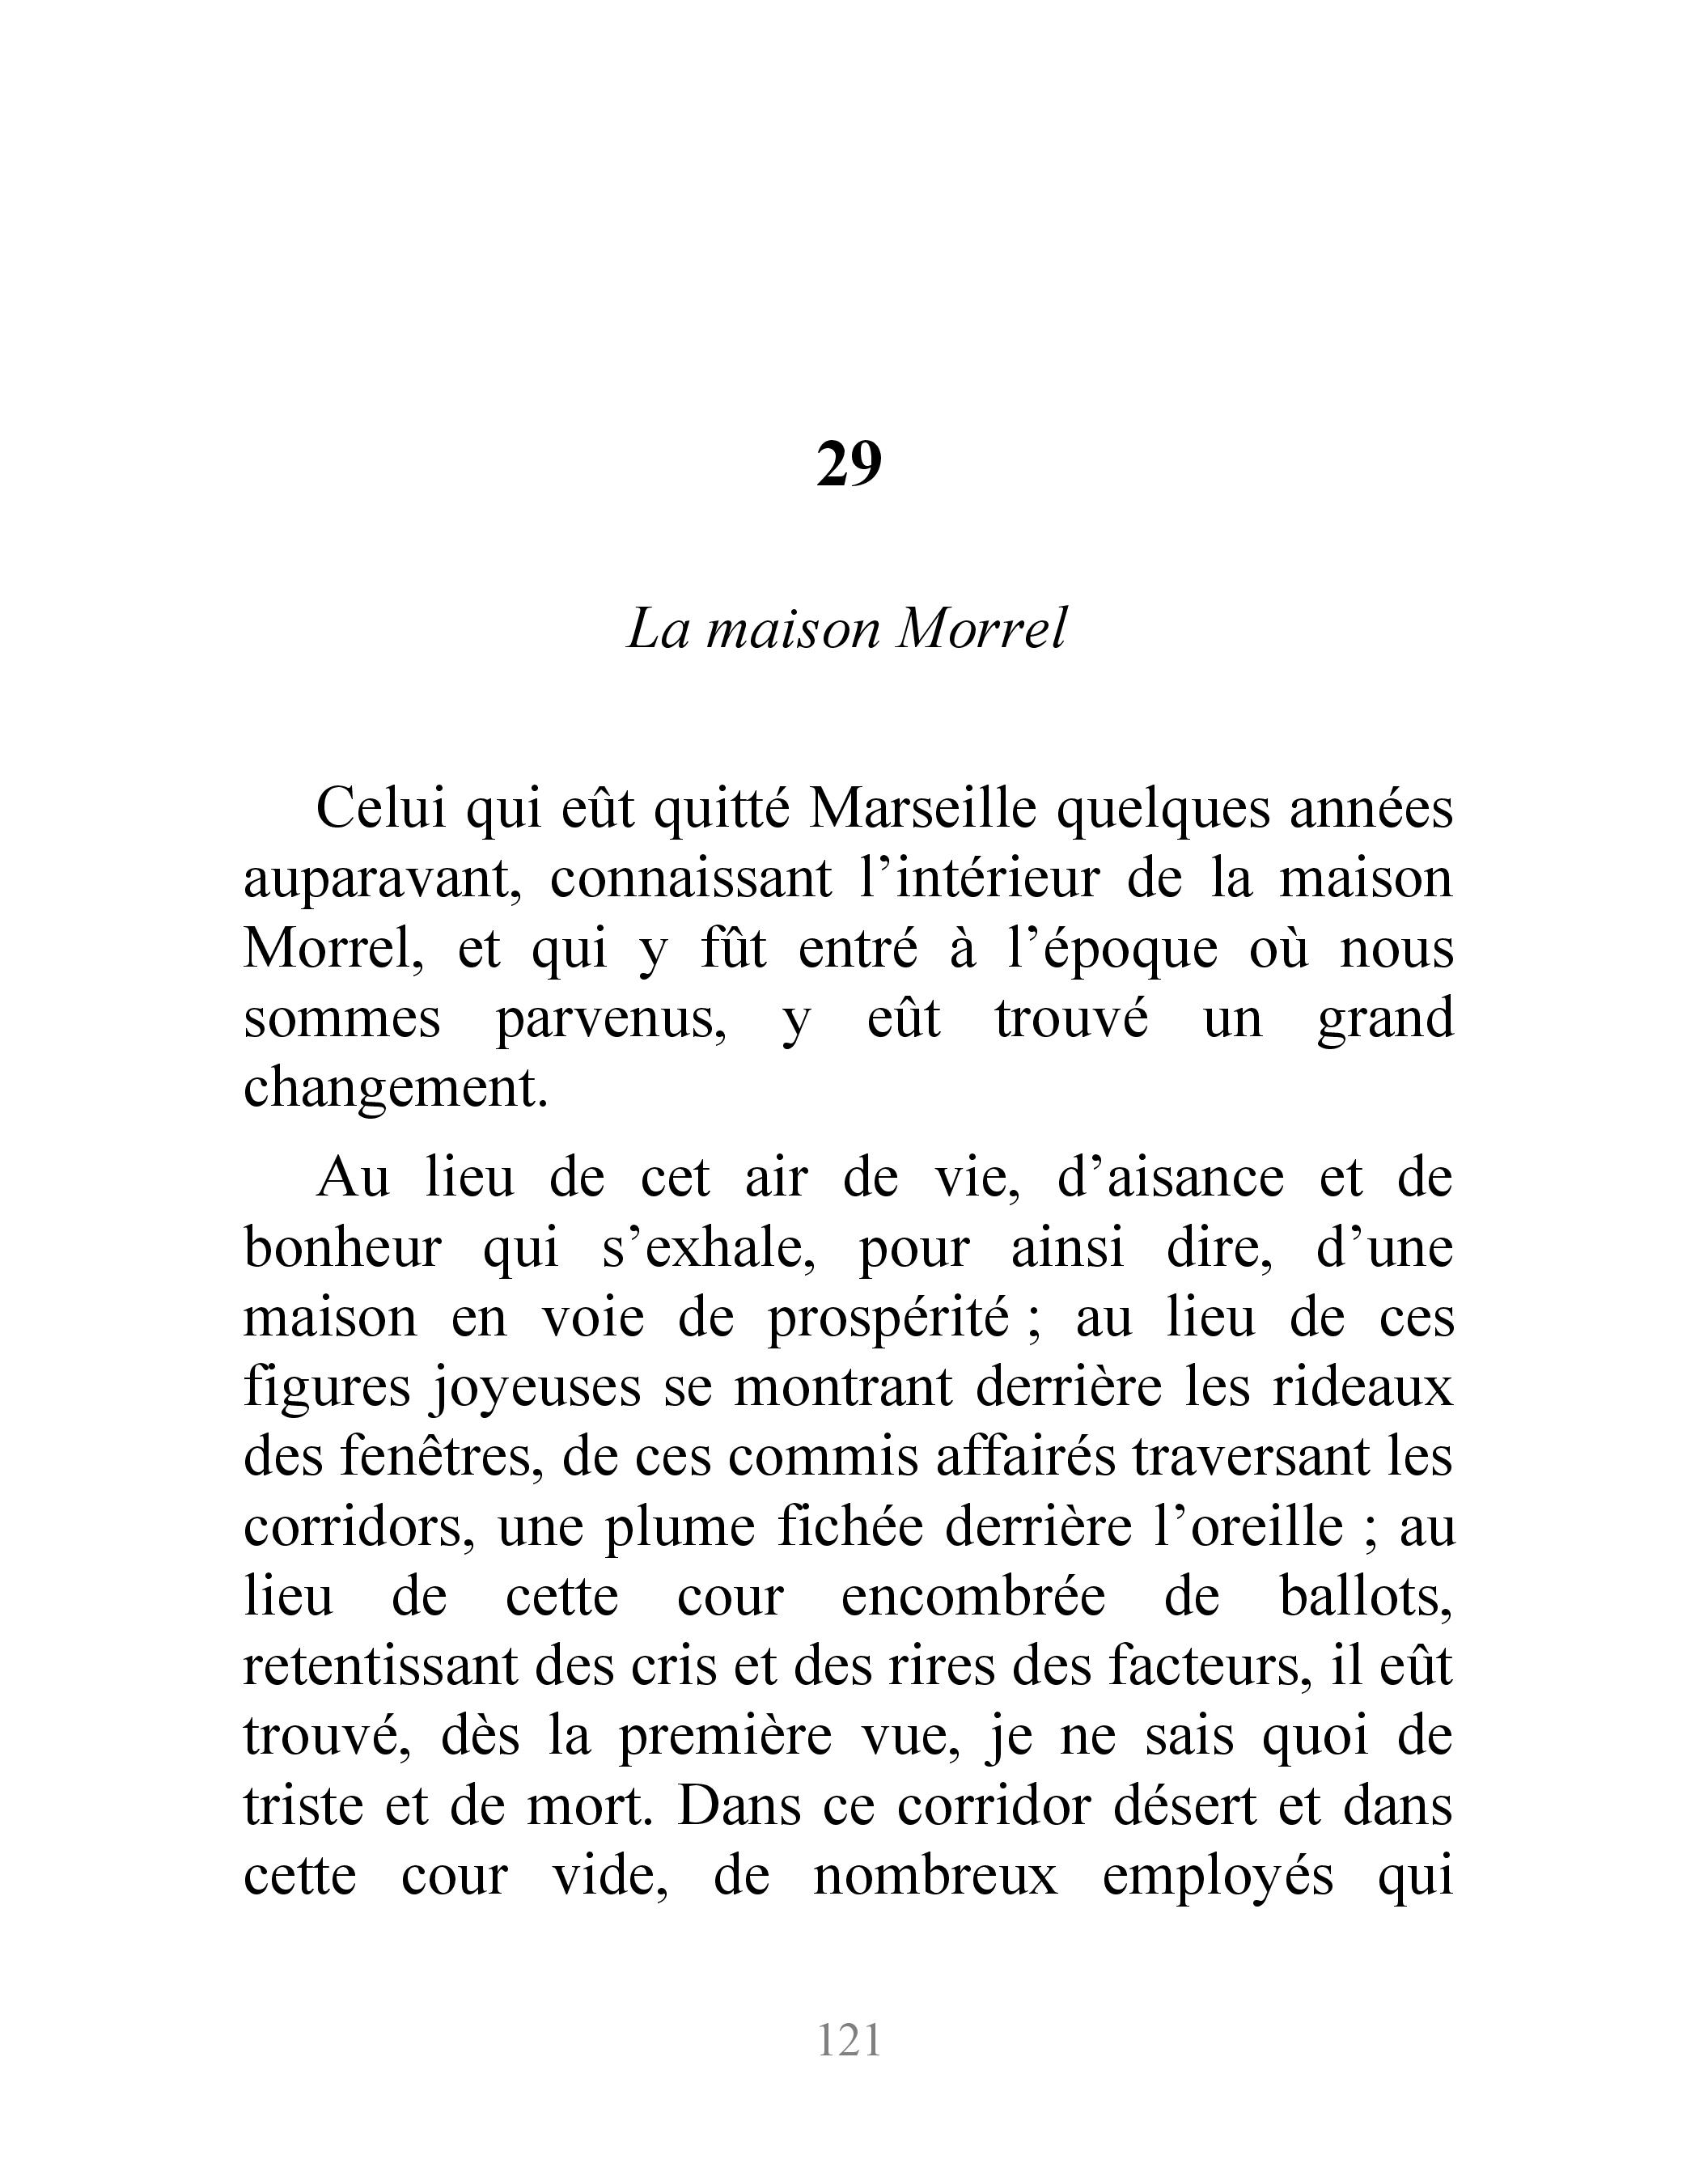 29
La maison Morrel
Celui qui eût quitté Marseille quelques années
auparavant, connaissant l’intérieur de la maison
Morrel, et qui y fût entré à l’époque où nous
sommes parvenus, y eût trouvé un grand
changement.
Au lieu de cet air de vie, d’aisance et de
bonheur qui s’exhale, pour ainsi dire, d’une
maison en voie de prospérité ; au lieu de ces
figures joyeuses se montrant derrière les rideaux
des fenêtres, de ces commis affairés traversant les
corridors, une plume fichée derrière l’oreille ; au
lieu de cette cour encombrée de ballots,
retentissant des cris et des rires des facteurs, il eût
trouvé, dès la première vue, je ne sais quoi de
triste et de mort. Dans ce corridor désert et dans
cette cour vide, de nombreux employés qui
121